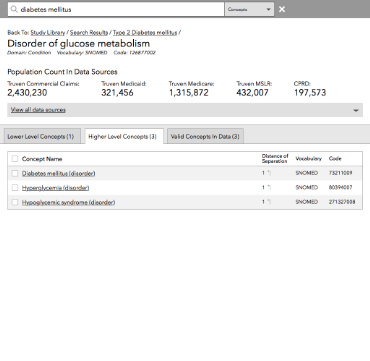 diabetes mellitus Concepts
Back To: Study Library / Search Results / Type 2 Diabetes mellitus /
Disorder of glucose metabolism
Domain: Condition Vocabulary: SNOMED Code: 126877002
Population Count In Data Sources
Truven Commercial Claims: Truven Medicaid: Truven Medicare: Truven MSLR: CPRD:
2,430,230 321,456 1,315,872 432,007 197,573
View all data sources
Lower Level Concepts (1) Higher Level Concepts (3) Valid Concepts In Data (3)
Concept Name Distance of Separation Vocabulary Code
Diabetes mellitus (disorder) 1 SNOMED 73211009
Hyperglycemia (disorder) 1 SNOMED 80394007
Hypoglycemic syndrome (disorder) 1 SNOMED 271327008